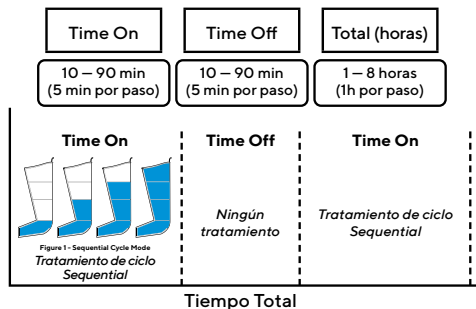 Time On
Time Off
Total (horas)
10 – 90 min
(5 min por paso)
10 – 90 min
(5 min por paso)
1 – 8 horas
(1h por paso)
Time On
Time Off
Time On
Figure 1 - Sequential Cycle Mode
Tratamiento de ciclo
Sequential
Ningún
tratamiento
Tratamiento de ciclo
Sequential
Tiempo Total